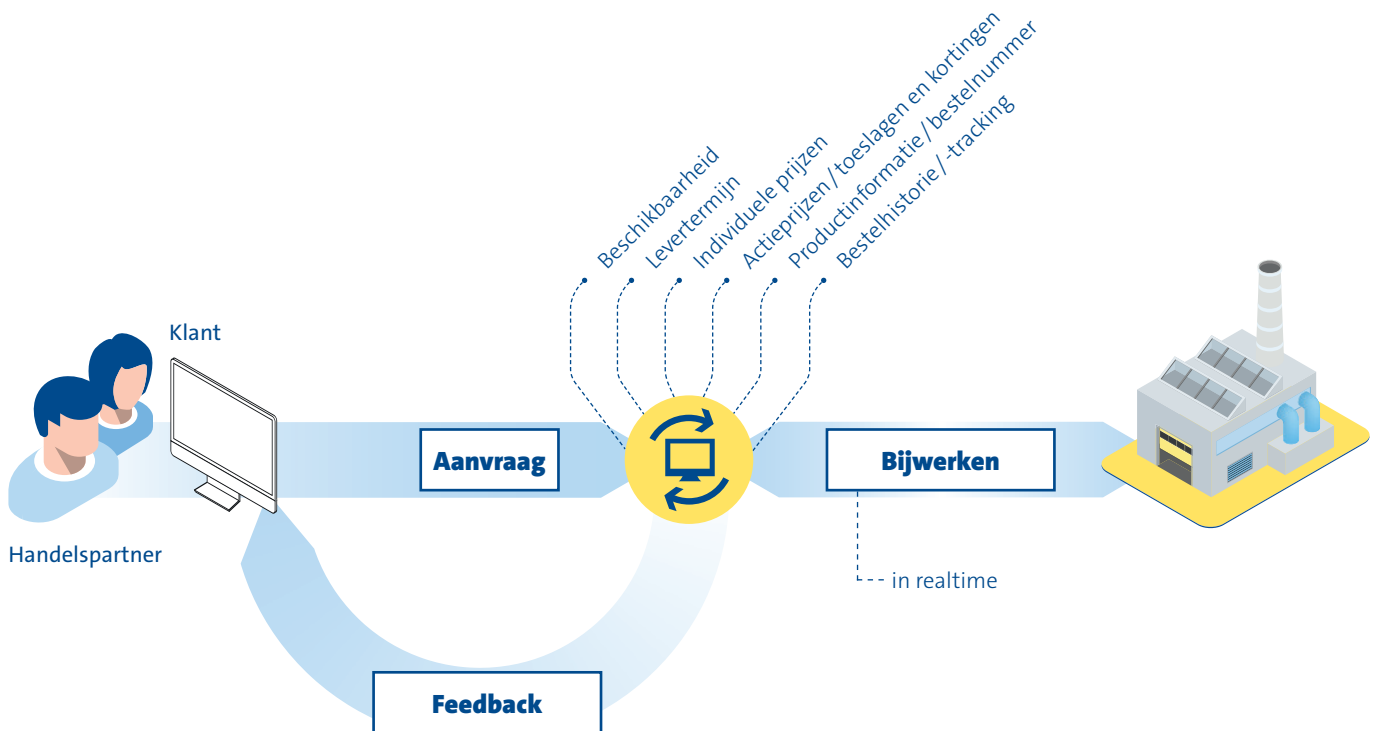 Beschikbaarheid
Levertermijn
Individuele prijzen
Actieprijzen / toeslagen en kortingen
Productinformatie / bestelnummer
Bestelhistorie / -tracking
Klant
Handelspartner
Aanvraag
Bijwerken
in realtime
Feedback